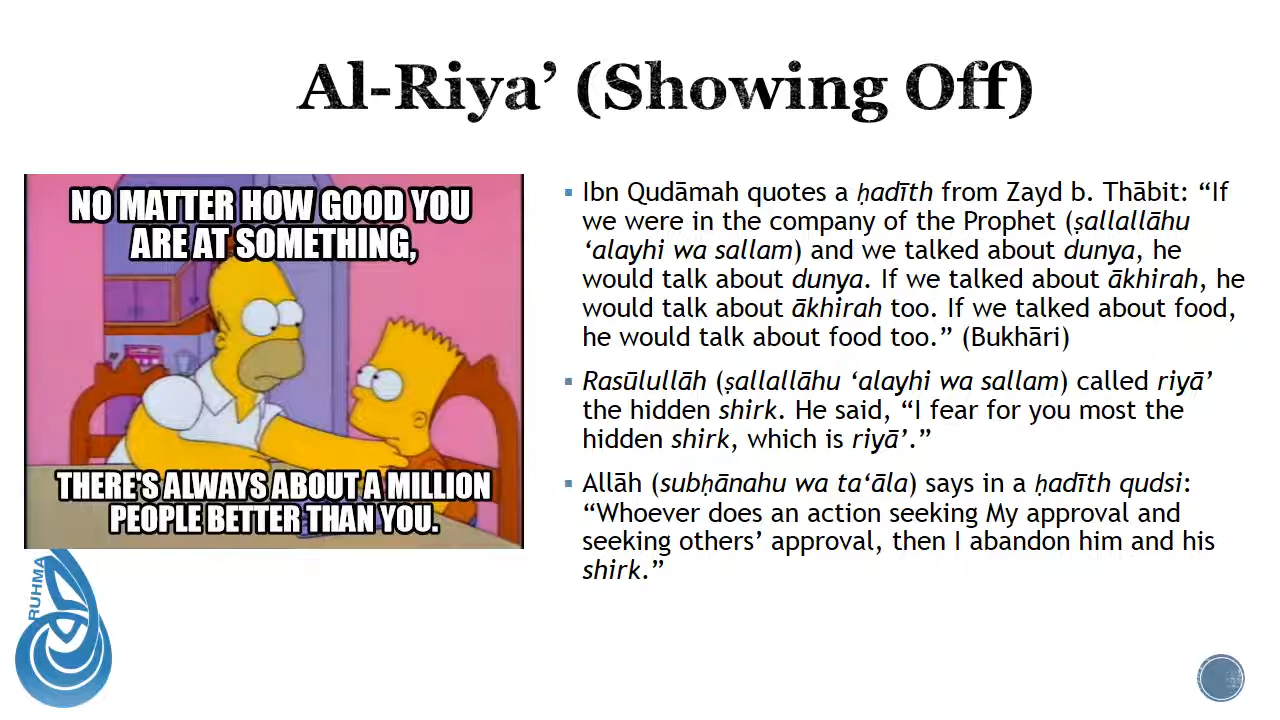 Al-Riya’ (Showing Off)
NO MATTER HOW GOOD YOU
ARE AT SOMETHING,
THERE'S ALWAYS ABOUT A MILLION
PEOPLE BETTER THAN YOU.
RUHMA
▪ Ibn Qudāmah quotes a ḥadīth from Zayd b. Thābit: “If
we were in the company of the Prophet (ṣallallāhu
‘alayhi wa sallam) and we talked about dunya, he
would talk about dunya. If we talked about ākhirah, he
would talk about ākhirah too. If we talked about food,
he would talk about food too.” (Bukhāri)
▪ Rasūlullāh (ṣallallāhu ‘alayhi wa sallam) called riyā’
the hidden shirk. He said, “I fear for you most the
hidden shirk, which is riyā’.”
▪ Allāh (subḥānahu wa ta‘āla) says in a ḥadīth qudsi:
“Whoever does an action seeking My approval and
seeking others’ approval, then I abandon him and his
shirk.”